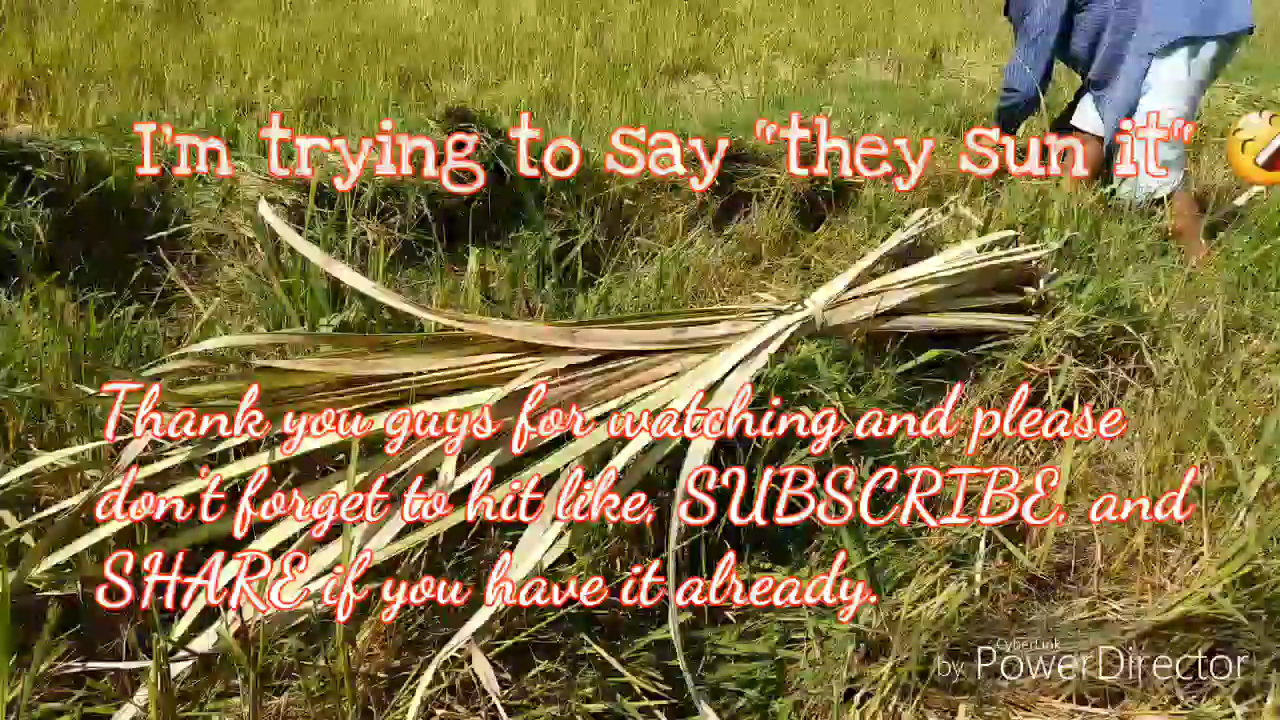 I'm trying to say "they sun it"
Thank you guys for watching and please
don't forget to hit like, SUBSCRIBE, and
SHARE if you have it already.
CyberLink
by PowerDirector